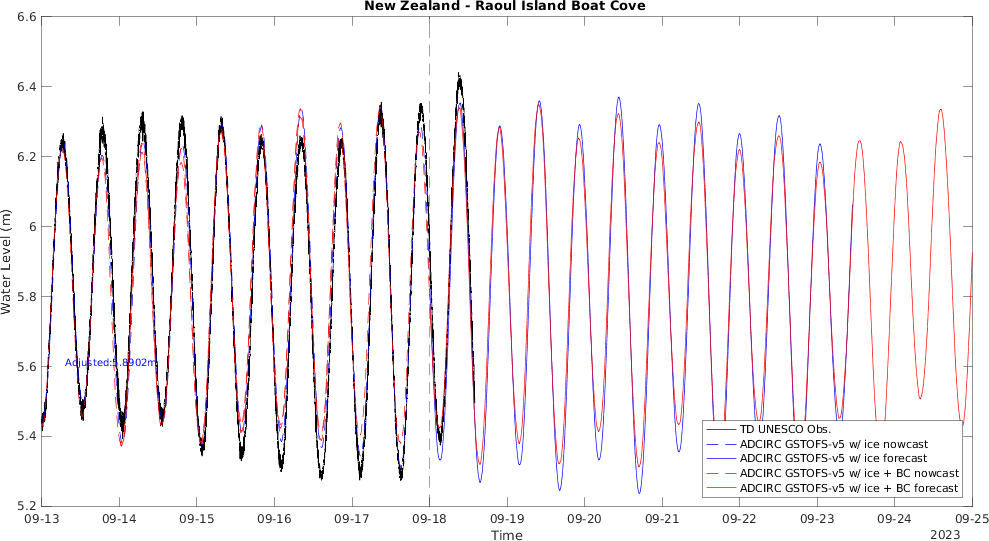 New Zealand - Raoul Island Boat Cove
6.6
6.4
6.2
6
5.8
5.6
5.4
5.2
Water Level (m)
Adjusted:5.8902m
TD UNESCO Obs.
ADCIRC GSTOFS-v5 w/ ice nowcast
ADCIRC GSTOFS-v5 w/ ice forecast
ADCIRC GSTOFS-v5 w/ ice + BC nowcast
ADCIRC GSTOFS-v5 w/ ice + BC forecast
09-13 09-14 09-15 09-16 09-17 09-18 09-19 09-20 09-21 09-22 09-23 09-24 09-25
Time
2023